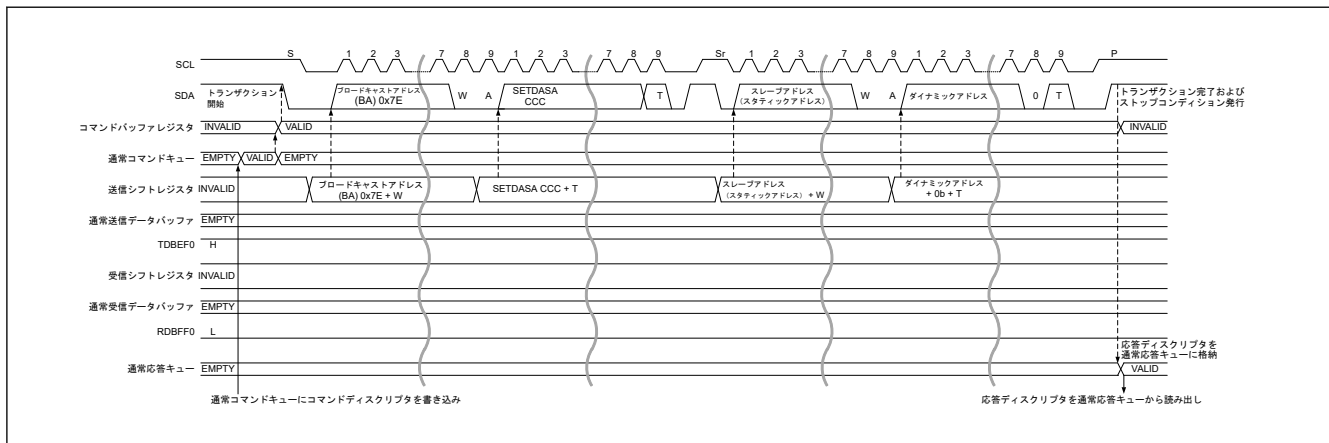 S 1 2 3 7 8 9 1 2 3 7 8 9 Sr 1 2 3 7 8 9 1 2 3 7 8 9 P
SCL
SDA
トランザクション
開始
ブロードキャストアドレス
(BA) 0x7E
W A
SETDASA
CCC
T
スレーブアドレス
(スタティックアドレス)
W A
ダイナミックアドレス
0 T
トランザクション完了および
ストップコンディション発行
コマンドバッファレジスタ INVALID VALID INVALID
通常コマンドキュー EMPTY VALID EMPTY
送信シフトレジスタ INVALID
ブロードキャストアドレス
(BA) 0x7E + W
SETDASA CCC + T
スレーブアドレス
(スタティックアドレス) + W
ダイナミックアドレス
+ 0b + T
通常送信データバッファ EMPTY
TDBEF0 H
受信シフトレジスタ INVALID
通常受信データバッファ EMPTY
RDBFF0 L
応答ディスクリプタを
通常応答キューに格納
通常応答キュー EMPTY VALID
通常コマンドキューにコマンドディスクリプタを書き込み
応答ディスクリプタを通常応答キューから読み出し